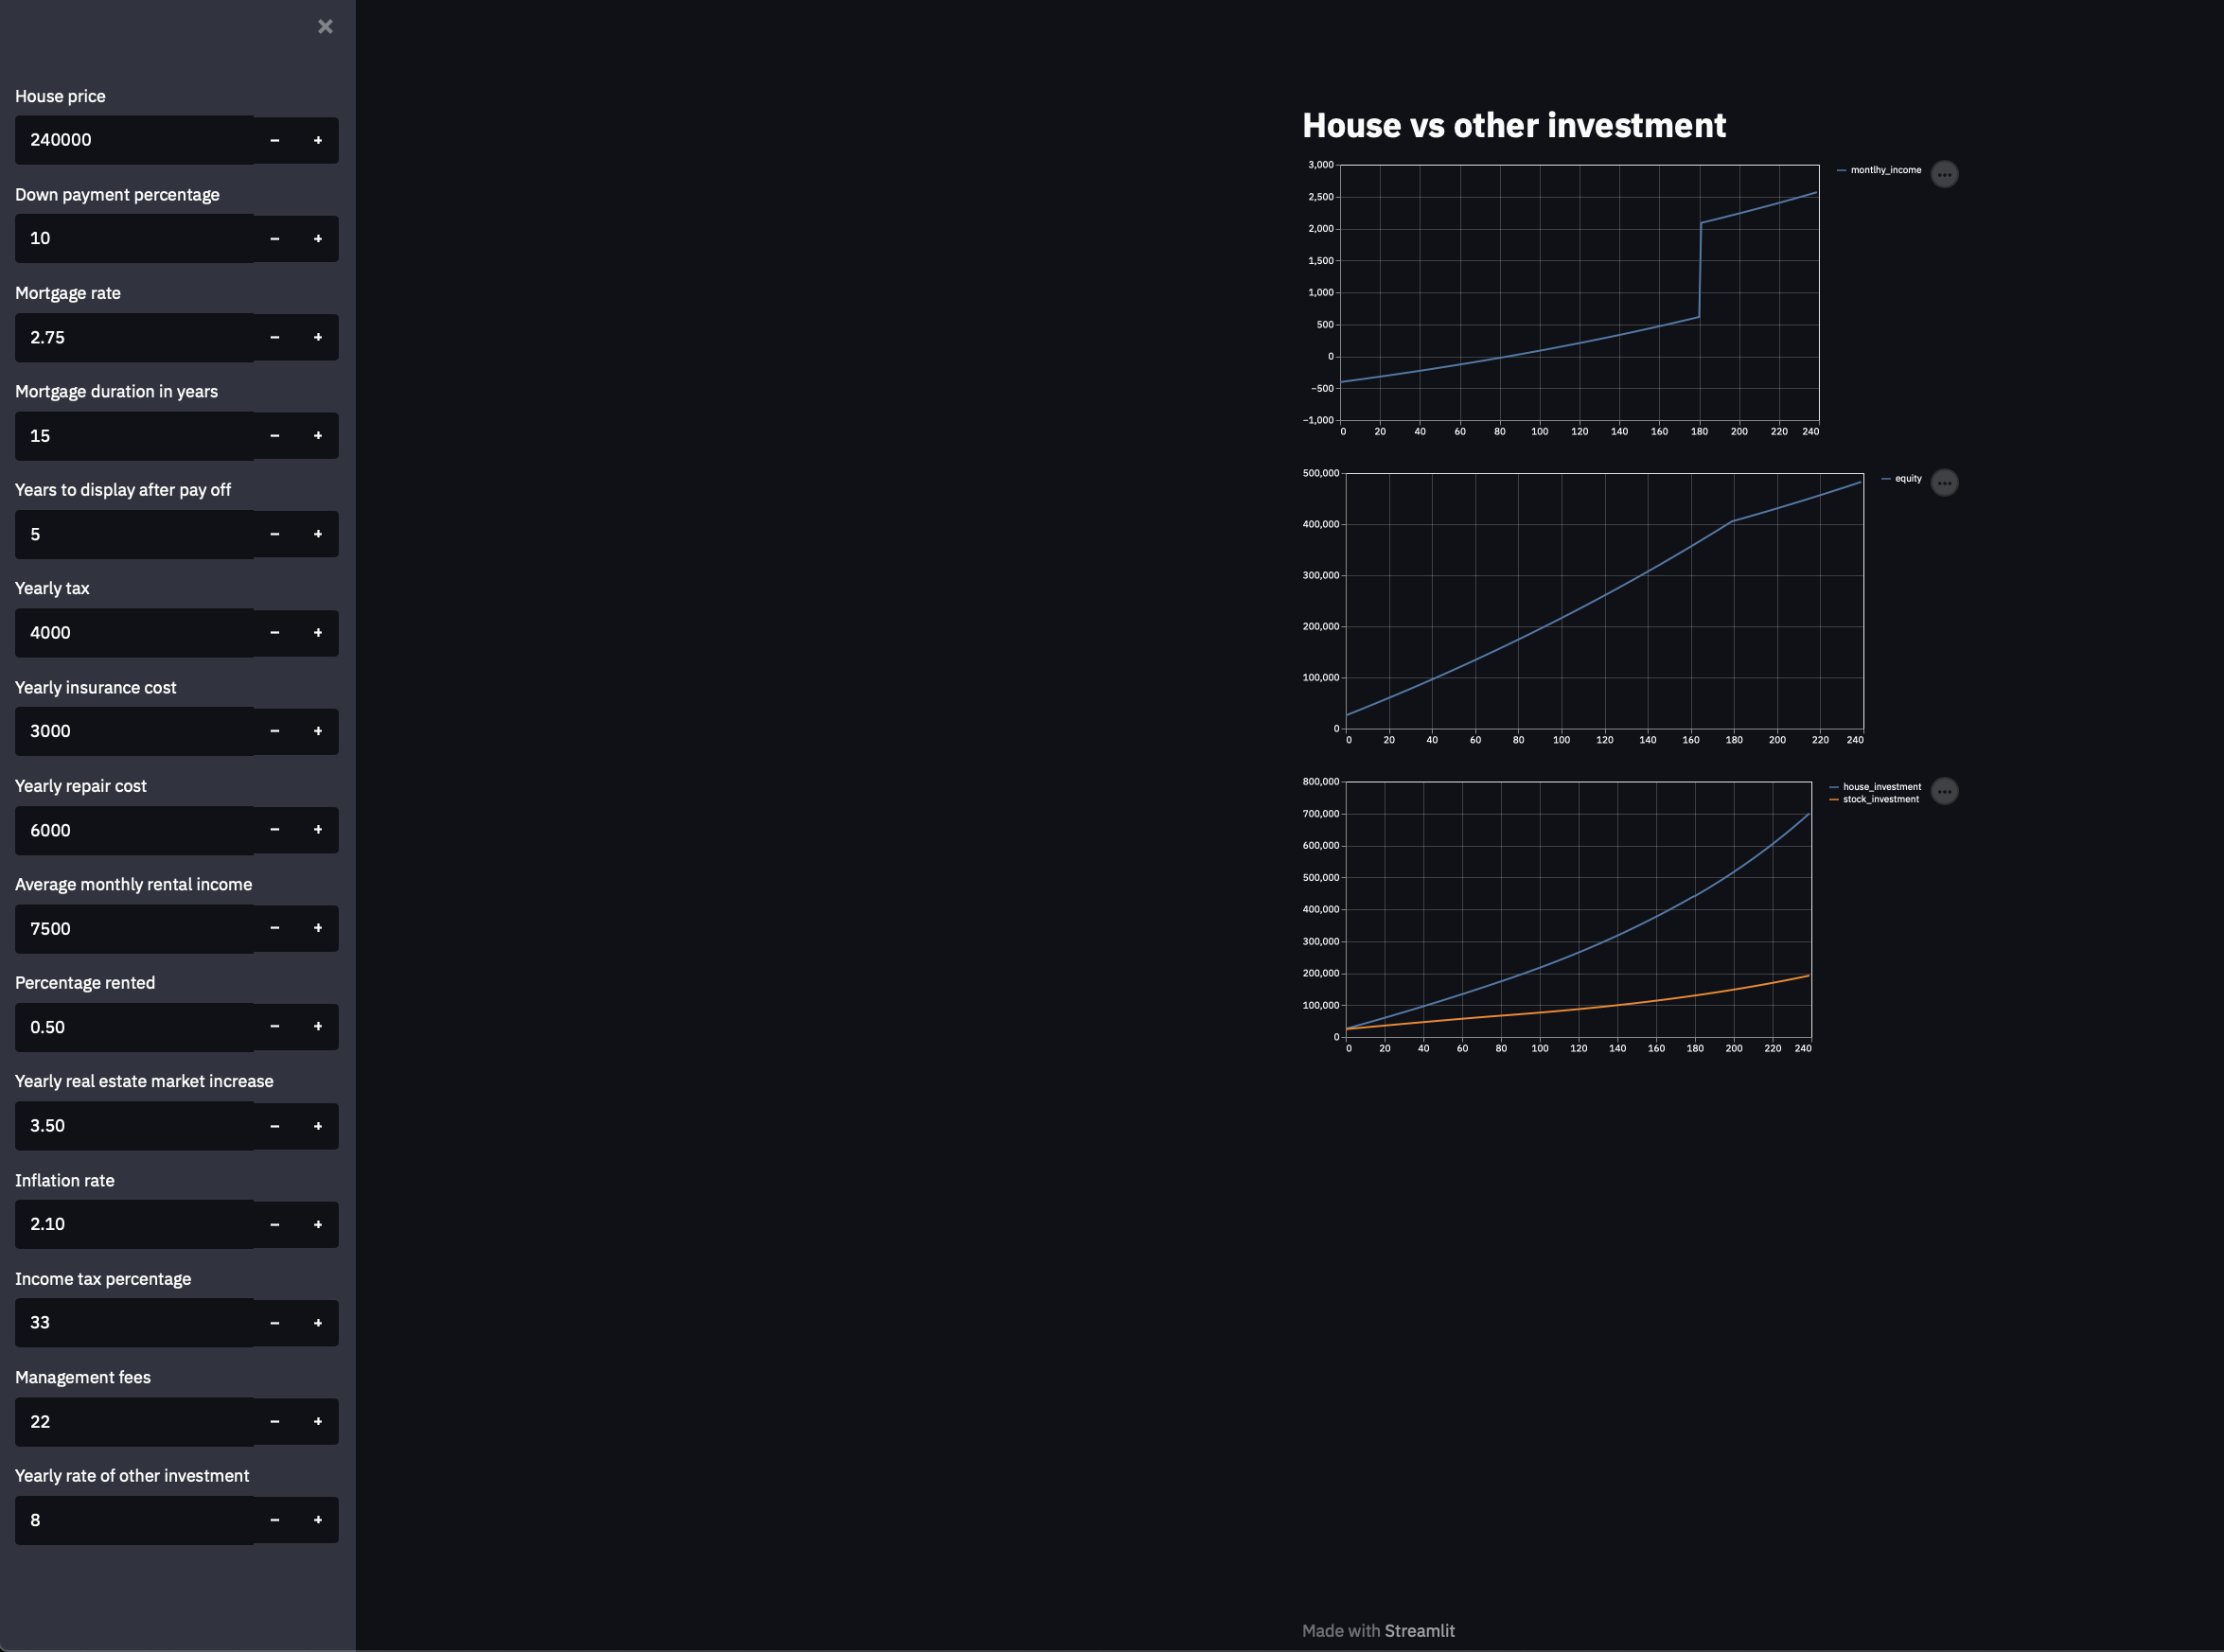 ×
House price
240000 − +
Down payment percentage
10 − +
Mortgage rate
2.75 − +
Mortgage duration in years
15 − +
Years to display after pay off
5 − +
Yearly tax
4000 − +
Yearly insurance cost
3000 − +
Yearly repair cost
6000 − +
Average monthly rental income
7500 − +
Percentage rented
0.50 − +
Yearly real estate market increase
3.50 − +
Inflation rate
2.10 − +
Income tax percentage
33 − +
Management fees
22 − +
Yearly rate of other investment
8 − +
House vs other investment
3,000
2,500
2,000
1,500
1,000
500
0
−500
−1,000
0 20 40 60 80 100 120 140 160 180 200 220 240
montlhy_income
500,000
400,000
300,000
200,000
100,000
0
0 20 40 60 80 100 120 140 160 180 200 220 240
equity
800,000
700,000
600,000
500,000
400,000
300,000
200,000
100,000
0
0 20 40 60 80 100 120 140 160 180 200 220 240
house_investment
stock_investment
Made with Streamlit